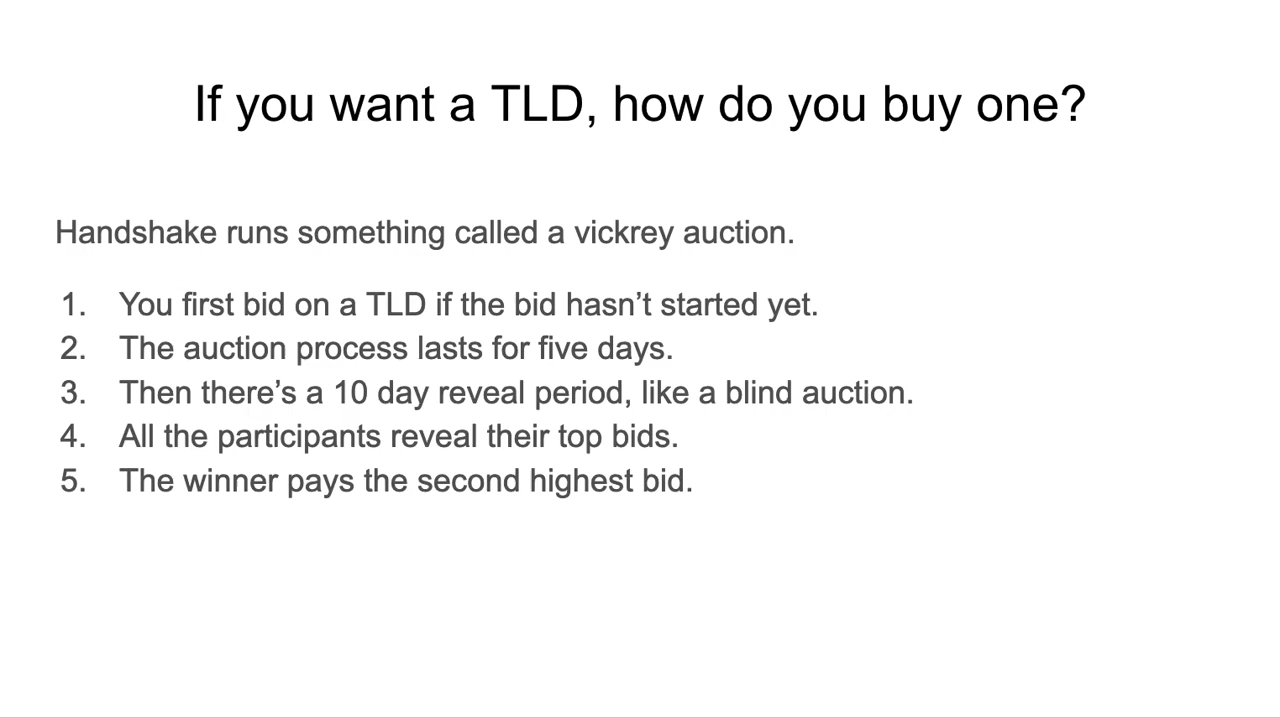 If you want a TLD, how do you buy one?
Handshake runs something called a vickrey auction.
1. You first bid on a TLD if the bid hasn’t started yet.
2. The auction process lasts for five days.
3. Then there’s a 10 day reveal period, like a blind auction.
4. All the participants reveal their top bids.
5. The winner pays the second highest bid.